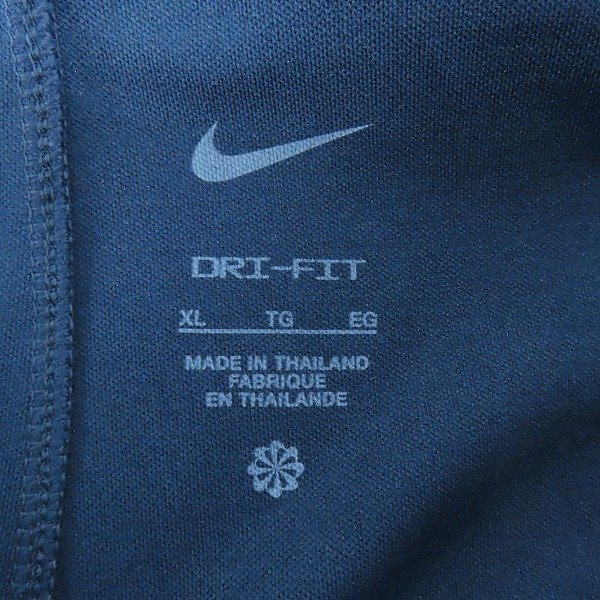 DRI-FIT
XL TG EG
MADE IN THAILAND
FABRIQUE
EN THAILANDE